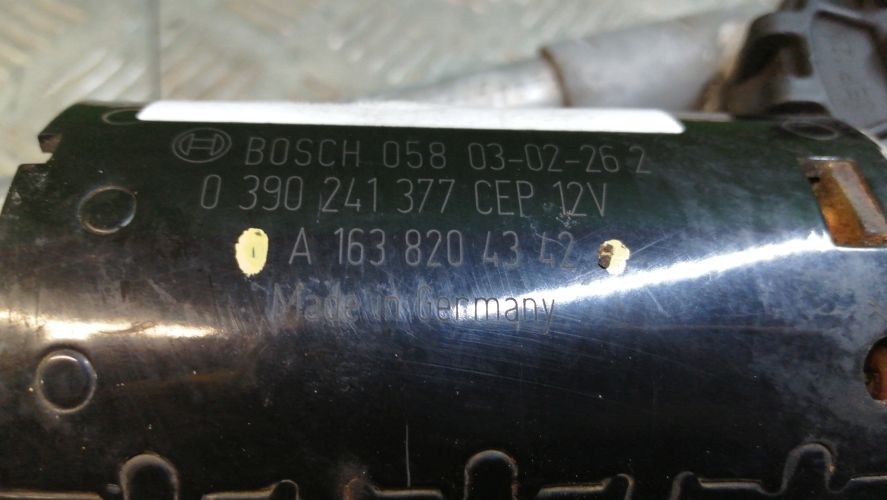 BOSCH 058 03-02-26 2
0 390 241 377 CEP 12V
A 163 820 43 42
Made in Germany